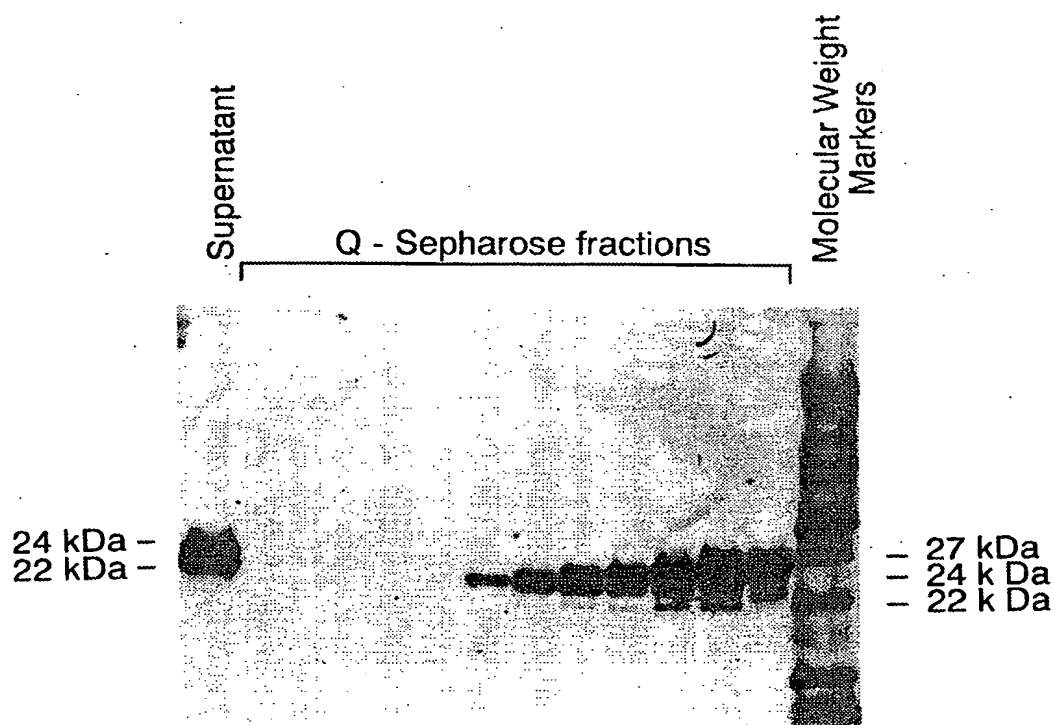 Supernatant
Q - Sepharose fractions
Molecular Weight
Markers
24 kDa –
22 kDa –
– 27 kDa
– 24 k Da
– 22 k Da